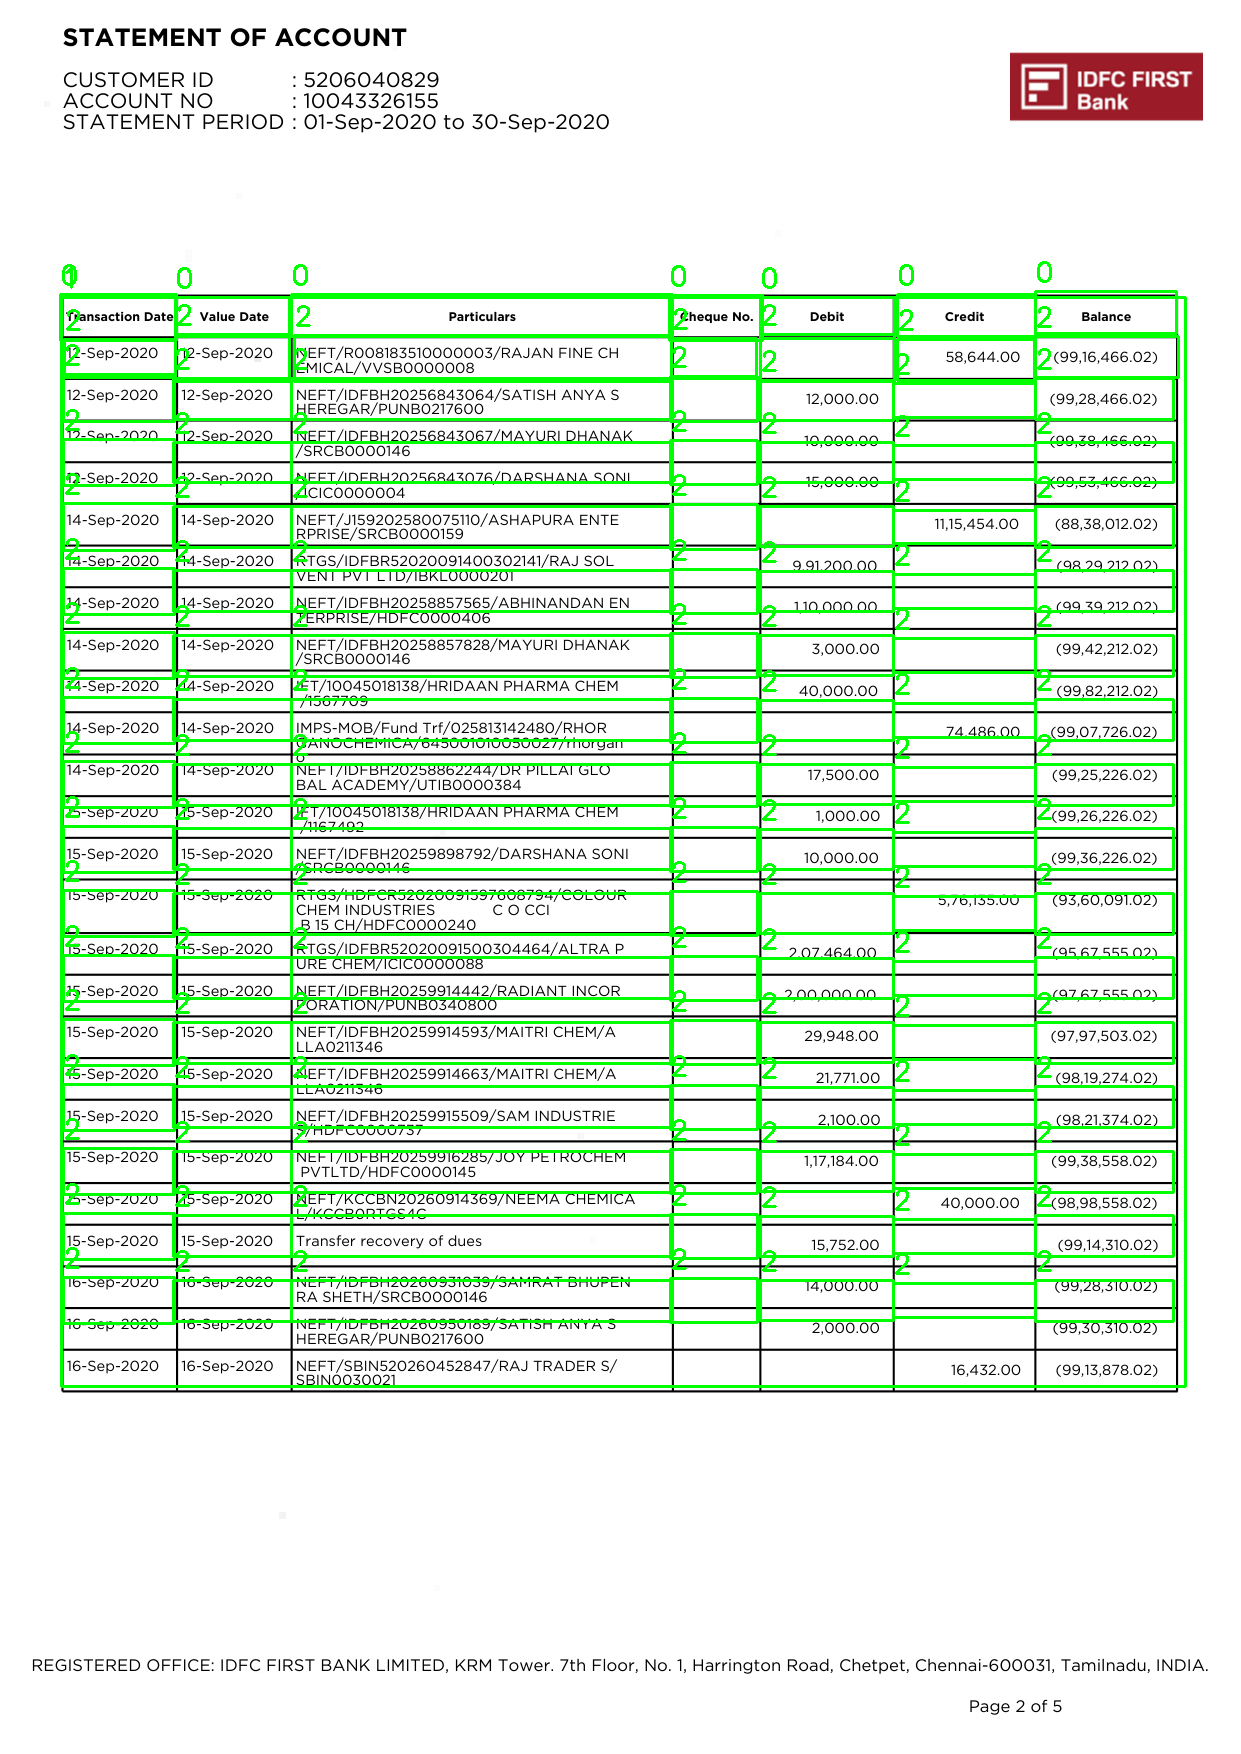 STATEMENT OF ACCOUNT
CUSTOMER ID : 5206040829
ACCOUNT NO : 10043326155
STATEMENT PERIOD : 01-Sep-2020 to 30-Sep-2020
IDFC FIRST
Bank
Transaction Date Value Date Particulars Cheque No. Debit Credit Balance
12-Sep-2020 12-Sep-2020 NEFT/R008183510000003/RAJAN FINE CH 58,644.00 (99,16,466.02)
EMICAL/VVSB0000008
12-Sep-2020 12-Sep-2020 NEFT/IDFBH20256843064/SATISH ANYA S 12,000.00 (99,28,466.02)
HEREGAR/PUNB0217600
12-Sep-2020 12-Sep-2020 NEFT/IDFBH20256843067/MAYURI DHANAK 10,000.00 (99,38,466.02)
/SRCB0000146
12-Sep-2020 12-Sep-2020 NEFT/IDFBH20256843076/DARSHANA SONI 15,000.00 (99,53,466.02)
/ICIC0000004
14-Sep-2020 14-Sep-2020 NEFT/J159202580075110/ASHAPURA ENTE 11,15,454.00 (88,38,012.02)
RPRISE/SRCB0000159
14-Sep-2020 14-Sep-2020 RTGS/IDFBR52020091400302141/RAJ SOL 9,91,200.00 (98,29,212.02)
VENT PVT LTD/IBKL0000201
14-Sep-2020 14-Sep-2020 NEFT/IDFBH20258857565/ABHINANDAN EN 1,10,000.00 (99,39,212.02)
TERPRISE/HDFC0000406
14-Sep-2020 14-Sep-2020 NEFT/IDFBH20258857828/MAYURI DHANAK 3,000.00 (99,42,212.02)
/SRCB0000146
14-Sep-2020 14-Sep-2020 IFT/10045018138/HRIDAAN PHARMA CHEM 40,000.00 (99,82,212.02)
/1567709
14-Sep-2020 14-Sep-2020 IMPS-MOB/Fund Trf/025813142480/RHOR 74,486.00 (99,07,726.02)
GANOCHEMICA/645001010050027/rhorgan
o
14-Sep-2020 14-Sep-2020 NEFT/IDFBH20258862244/DR PILLAI GLO 17,500.00 (99,25,226.02)
BAL ACADEMY/UTIB0000384
15-Sep-2020 15-Sep-2020 IFT/10045018138/HRIDAAN PHARMA CHEM 1,000.00 (99,26,226.02)
/1167492
15-Sep-2020 15-Sep-2020 NEFT/IDFBH20259898792/DARSHANA SONI 10,000.00 (99,36,226.02)
/SRCB0000146
15-Sep-2020 15-Sep-2020 RTGS/HDFCR52020091597608794/COLOUR 5,76,135.00 (93,60,091.02)
CHEM INDUSTRIES C O CCI
B 15 CH/HDFC0000240
15-Sep-2020 15-Sep-2020 RTGS/IDFBR52020091500304464/ALTRA P 2,07,464.00 (95,67,555.02)
URE CHEM/ICIC0000088
15-Sep-2020 15-Sep-2020 NEFT/IDFBH20259914442/RADIANT INCOR 2,00,000.00 (97,67,555.02)
PORATION/PUNB0340800
15-Sep-2020 15-Sep-2020 NEFT/IDFBH20259914593/MAITRI CHEM/A 29,948.00 (97,97,503.02)
LLA0211346
15-Sep-2020 15-Sep-2020 NEFT/IDFBH20259914663/MAITRI CHEM/A 21,771.00 (98,19,274.02)
LLA0211346
15-Sep-2020 15-Sep-2020 NEFT/IDFBH20259915509/SAM INDUSTRIE 2,100.00 (98,21,374.02)
S/HDFC0000737
15-Sep-2020 15-Sep-2020 NEFT/IDFBH20259916285/JOY PETROCHEM 1,17,184.00 (99,38,558.02)
PVTLTD/HDFC0000145
15-Sep-2020 15-Sep-2020 NEFT/KCCBN20260914369/NEEMA CHEMICA 40,000.00 (98,98,558.02)
L/KCCB0RTGS4C
15-Sep-2020 15-Sep-2020 Transfer recovery of dues 15,752.00 (99,14,310.02)
16-Sep-2020 16-Sep-2020 NEFT/IDFBH20260931039/SAMRAT BHUPEN 14,000.00 (99,28,310.02)
RA SHETH/SRCB0000146
16-Sep-2020 16-Sep-2020 NEFT/IDFBH20260950189/SATISH ANYA S 2,000.00 (99,30,310.02)
HEREGAR/PUNB0217600
16-Sep-2020 16-Sep-2020 NEFT/SBIN520260452847/RAJ TRADER S/ 16,432.00 (99,13,878.02)
SBIN0030021
REGISTERED OFFICE: IDFC FIRST BANK LIMITED, KRM Tower. 7th Floor, No. 1, Harrington Road, Chetpet, Chennai-600031, Tamilnadu, INDIA.
Page 2 of 5